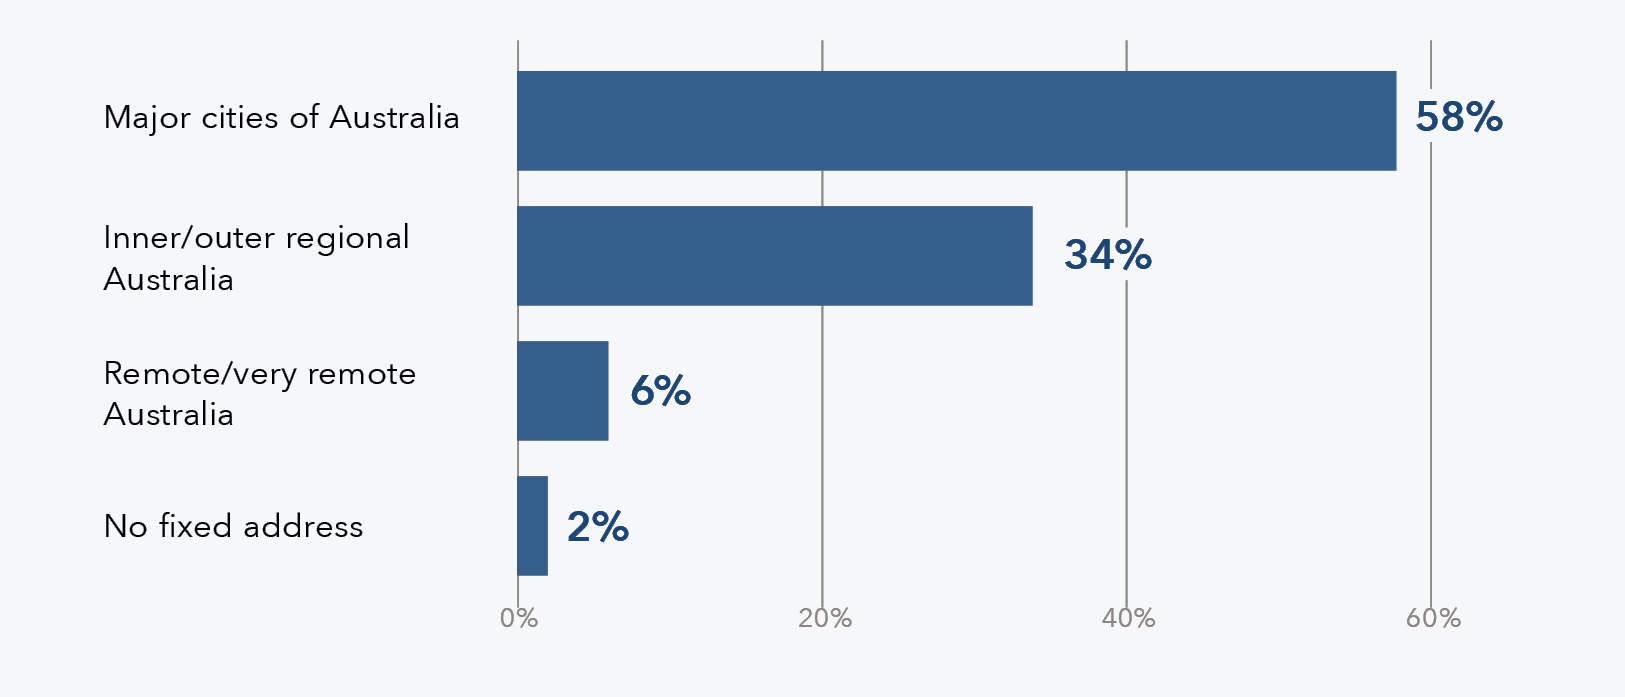 Major cities of Australia
58%
Inner/outer regional
Australia
34%
Remote/very remote
Australia
6%
No fixed address
2%
0% 20% 40% 60%